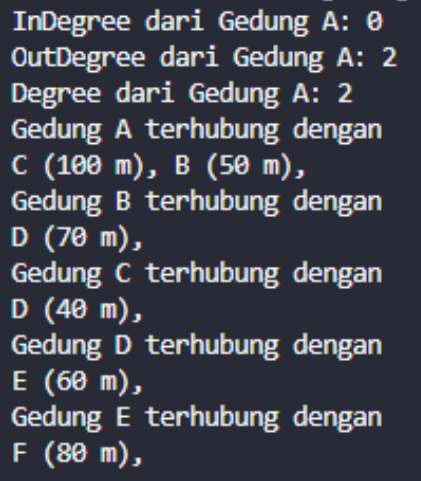 InDegree dari Gedung A: 0
OutDegree dari Gedung A: 2
Degree dari Gedung A: 2
Gedung A terhubung dengan
C (100 m), B (50 m),
Gedung B terhubung dengan
D (70 m),
Gedung C terhubung dengan
D (40 m),
Gedung D terhubung dengan
E (60 m),
Gedung E terhubung dengan
F (80 m),